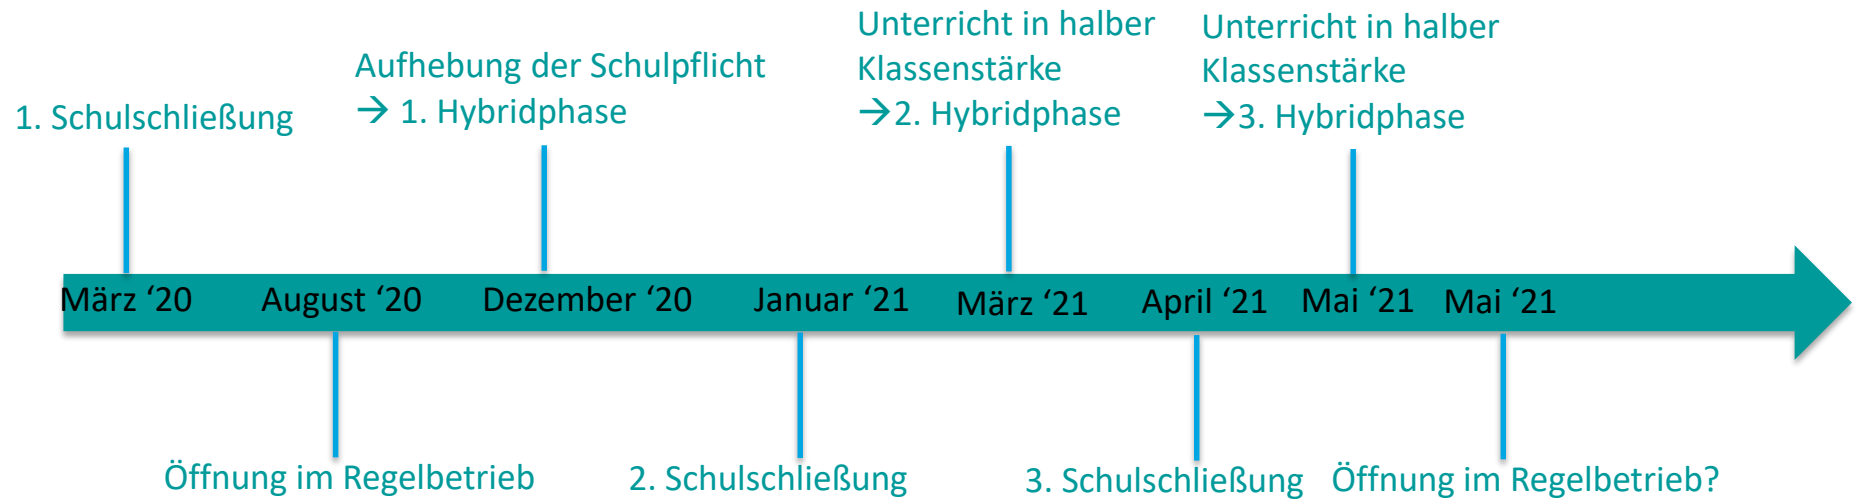 1. Schulschließung
Aufhebung der Schulpflicht
→ 1. Hybridphase
Unterricht in halber
Klassenstärke
→2. Hybridphase
Unterricht in halber
Klassenstärke
→3. Hybridphase
März ‘20
August ‘20
Dezember ‘20
Januar ‘21
März ‘21
April ‘21
Mai ‘21
Mai ‘21
Öffnung im Regelbetrieb
2. Schulschließung
3. Schulschließung
Öffnung im Regelbetrieb?